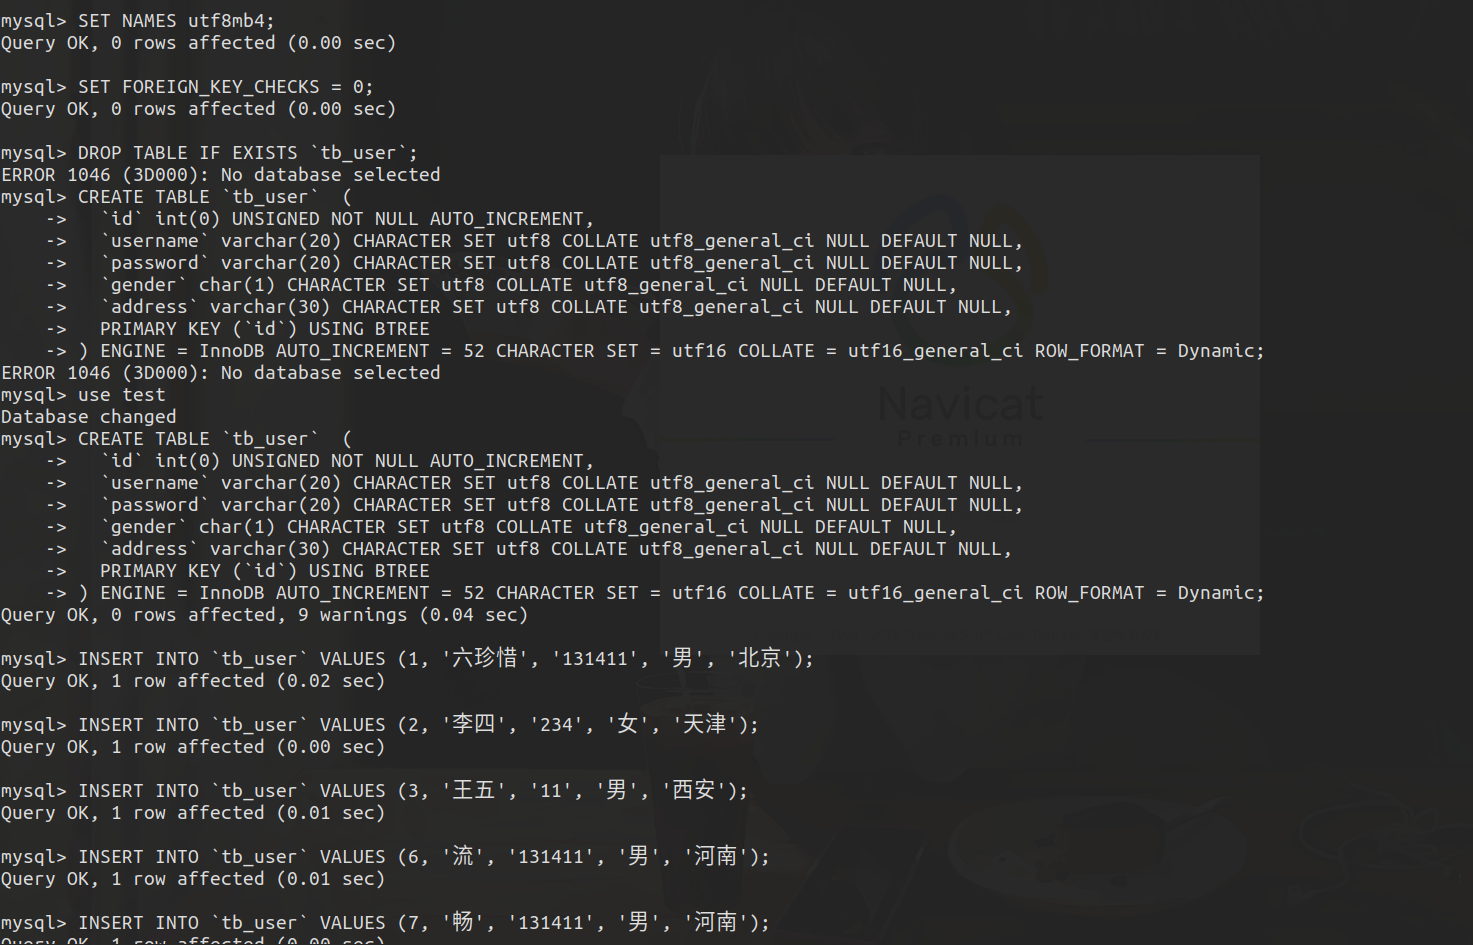 mysql> SET NAMES utf8mb4;
Query OK, 0 rows affected (0.00 sec)
mysql> SET FOREIGN_KEY_CHECKS = 0;
Query OK, 0 rows affected (0.00 sec)
mysql> DROP TABLE IF EXISTS `tb_user`;
ERROR 1046 (3D000): No database selected
mysql> CREATE TABLE `tb_user`  (
    ->   `id` int(0) UNSIGNED NOT NULL AUTO_INCREMENT,
    ->   `username` varchar(20) CHARACTER SET utf8 COLLATE utf8_general_ci NULL DEFAULT NULL,
    ->   `password` varchar(20) CHARACTER SET utf8 COLLATE utf8_general_ci NULL DEFAULT NULL,
    ->   `gender` char(1) CHARACTER SET utf8 COLLATE utf8_general_ci NULL DEFAULT NULL,
    ->   `address` varchar(30) CHARACTER SET utf8 COLLATE utf8_general_ci NULL DEFAULT NULL,
    ->   PRIMARY KEY (`id`) USING BTREE
    -> ) ENGINE = InnoDB AUTO_INCREMENT = 52 CHARACTER SET = utf16 COLLATE = utf16_general_ci ROW_FORMAT = Dynamic;
ERROR 1046 (3D000): No database selected
mysql> use test
Database changed
Navicat
Premium
mysql> CREATE TABLE `tb_user`  (
    ->   `id` int(0) UNSIGNED NOT NULL AUTO_INCREMENT,
    ->   `username` varchar(20) CHARACTER SET utf8 COLLATE utf8_general_ci NULL DEFAULT NULL,
    ->   `password` varchar(20) CHARACTER SET utf8 COLLATE utf8_general_ci NULL DEFAULT NULL,
    ->   `gender` char(1) CHARACTER SET utf8 COLLATE utf8_general_ci NULL DEFAULT NULL,
    ->   `address` varchar(30) CHARACTER SET utf8 COLLATE utf8_general_ci NULL DEFAULT NULL,
    ->   PRIMARY KEY (`id`) USING BTREE
    -> ) ENGINE = InnoDB AUTO_INCREMENT = 52 CHARACTER SET = utf16 COLLATE = utf16_general_ci ROW_FORMAT = Dynamic;
Query OK, 0 rows affected, 9 warnings (0.04 sec)
mysql> INSERT INTO `tb_user` VALUES (1, '六珍惜', '131411', '男', '北京');
Query OK, 1 row affected (0.02 sec)
mysql> INSERT INTO `tb_user` VALUES (2, '李四', '234', '女', '天津');
Query OK, 1 row affected (0.00 sec)
mysql> INSERT INTO `tb_user` VALUES (3, '王五', '11', '男', '西安');
Query OK, 1 row affected (0.01 sec)
mysql> INSERT INTO `tb_user` VALUES (6, '流', '131411', '男', '河南');
Query OK, 1 row affected (0.01 sec)
mysql> INSERT INTO `tb_user` VALUES (7, '畅', '131411', '男', '河南');
Query OK, 1 row affected (0.00 sec)